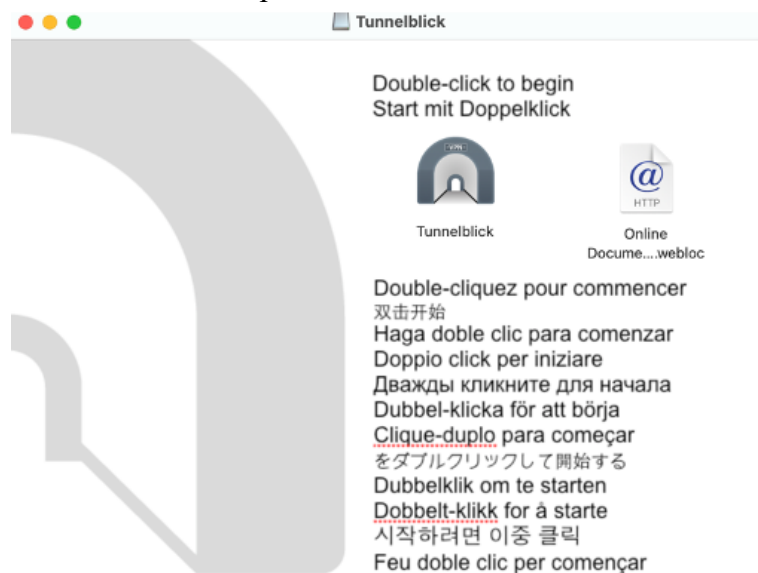 Tunnelblick
Double-click to begin
Start mit Doppelklick
VPN
Tunnelblick
@
HTTP
Online
Docume....webloc
Double-cliquez pour commencer
双击开始
Haga doble clic para comenzar
Doppio click per iniziare
Дважды кликните для начала
Dubbel-klicka för att börja
Clique-duplo para começar
をダブルクリックして開始する
Dubbelklik om te starten
Dobbelt-klikk for å starte
시작하려면 이중 클릭
Feu doble clic per començar